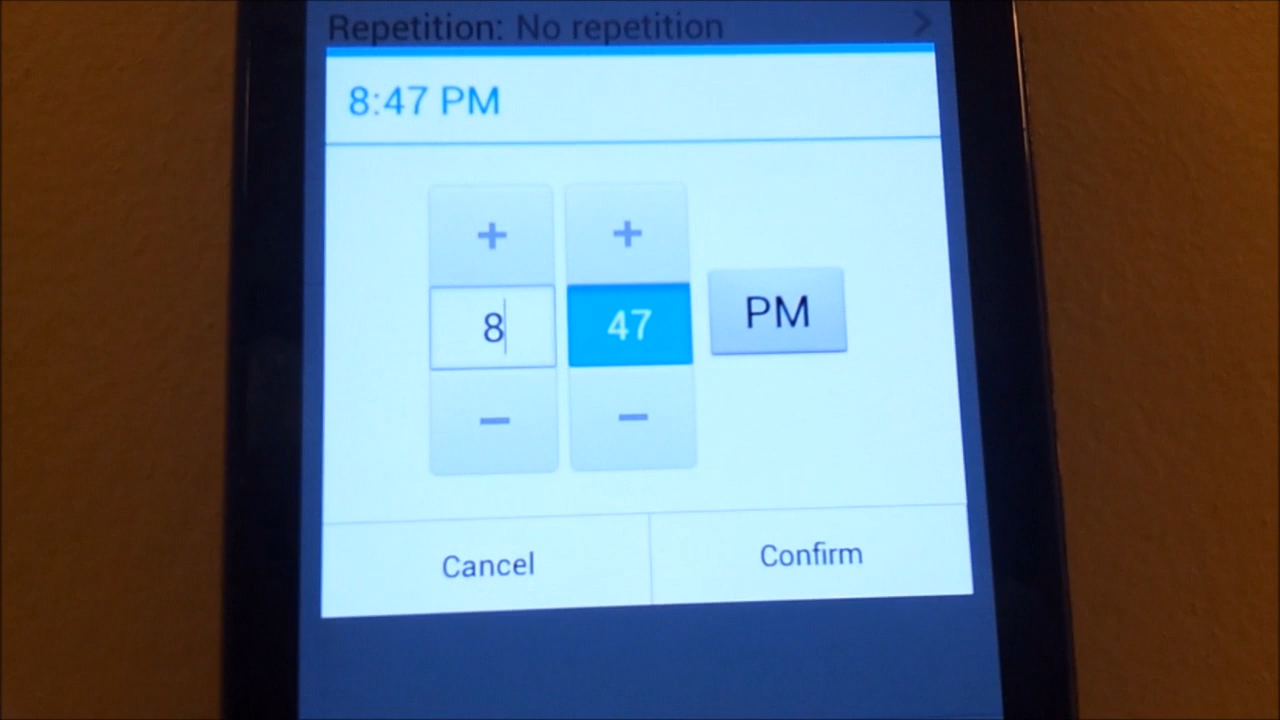 Repetition: No repetition
8:47 PM
+ +
8 47 PM
- -
Cancel Confirm